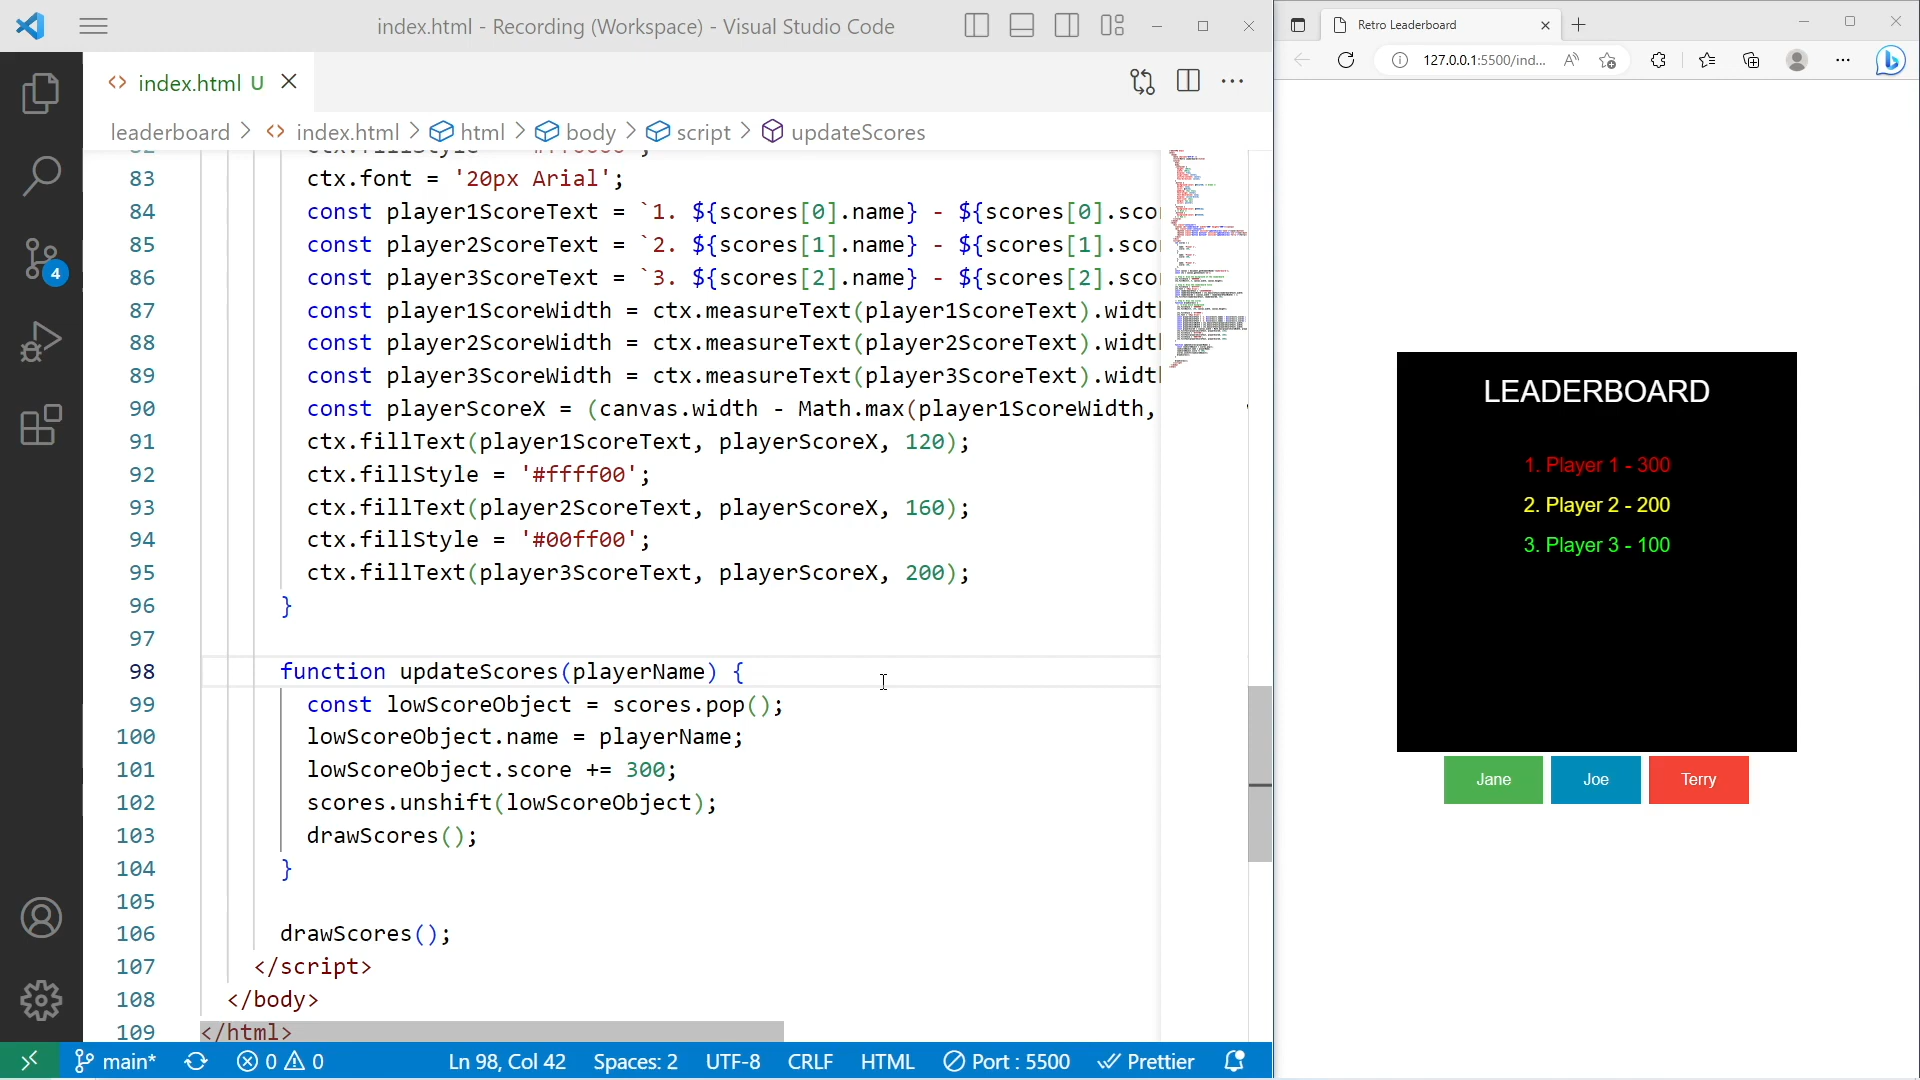 index.html - Recording (Workspace) - Visual Studio Code
index.html U
leaderboard > index.html > html > body > script > updateScores
83 ctx.font = '20px Arial';
84 const player1ScoreText = `1. ${scores[0].name} - ${scores[0].sco
85 const player2ScoreText = `2. ${scores[1].name} - ${scores[1].sco
86 const player3ScoreText = `3. ${scores[2].name} - ${scores[2].sco
87 const player1ScoreWidth = ctx.measureText(player1ScoreText).widt
88 const player2ScoreWidth = ctx.measureText(player2ScoreText).widt
89 const player3ScoreWidth = ctx.measureText(player3ScoreText).widt
90 const playerScoreX = (canvas.width - Math.max(player1ScoreWidth,
91 ctx.fillText(player1ScoreText, playerScoreX, 120);
92 ctx.fillStyle = '#ffff00';
93 ctx.fillText(player2ScoreText, playerScoreX, 160);
94 ctx.fillStyle = '#00ff00';
95 ctx.fillText(player3ScoreText, playerScoreX, 200);
96 }
97
98 function updateScores(playerName) {
99 const lowScoreObject = scores.pop();
100 lowScoreObject.name = playerName;
101 lowScoreObject.score += 300;
102 scores.unshift(lowScoreObject);
103 drawScores();
104 }
105
106 drawScores();
107 </script>
108 </body>
109 </html>
4
main* 0 0 Ln 98, Col 42 Spaces: 2 UTF-8 CRLF HTML Port : 5500 Prettier
Retro Leaderboard
127.0.0.1:5500/ind...
LEADERBOARD
1. Player 1 - 300
2. Player 2 - 200
3. Player 3 - 100
Jane Joe Terry